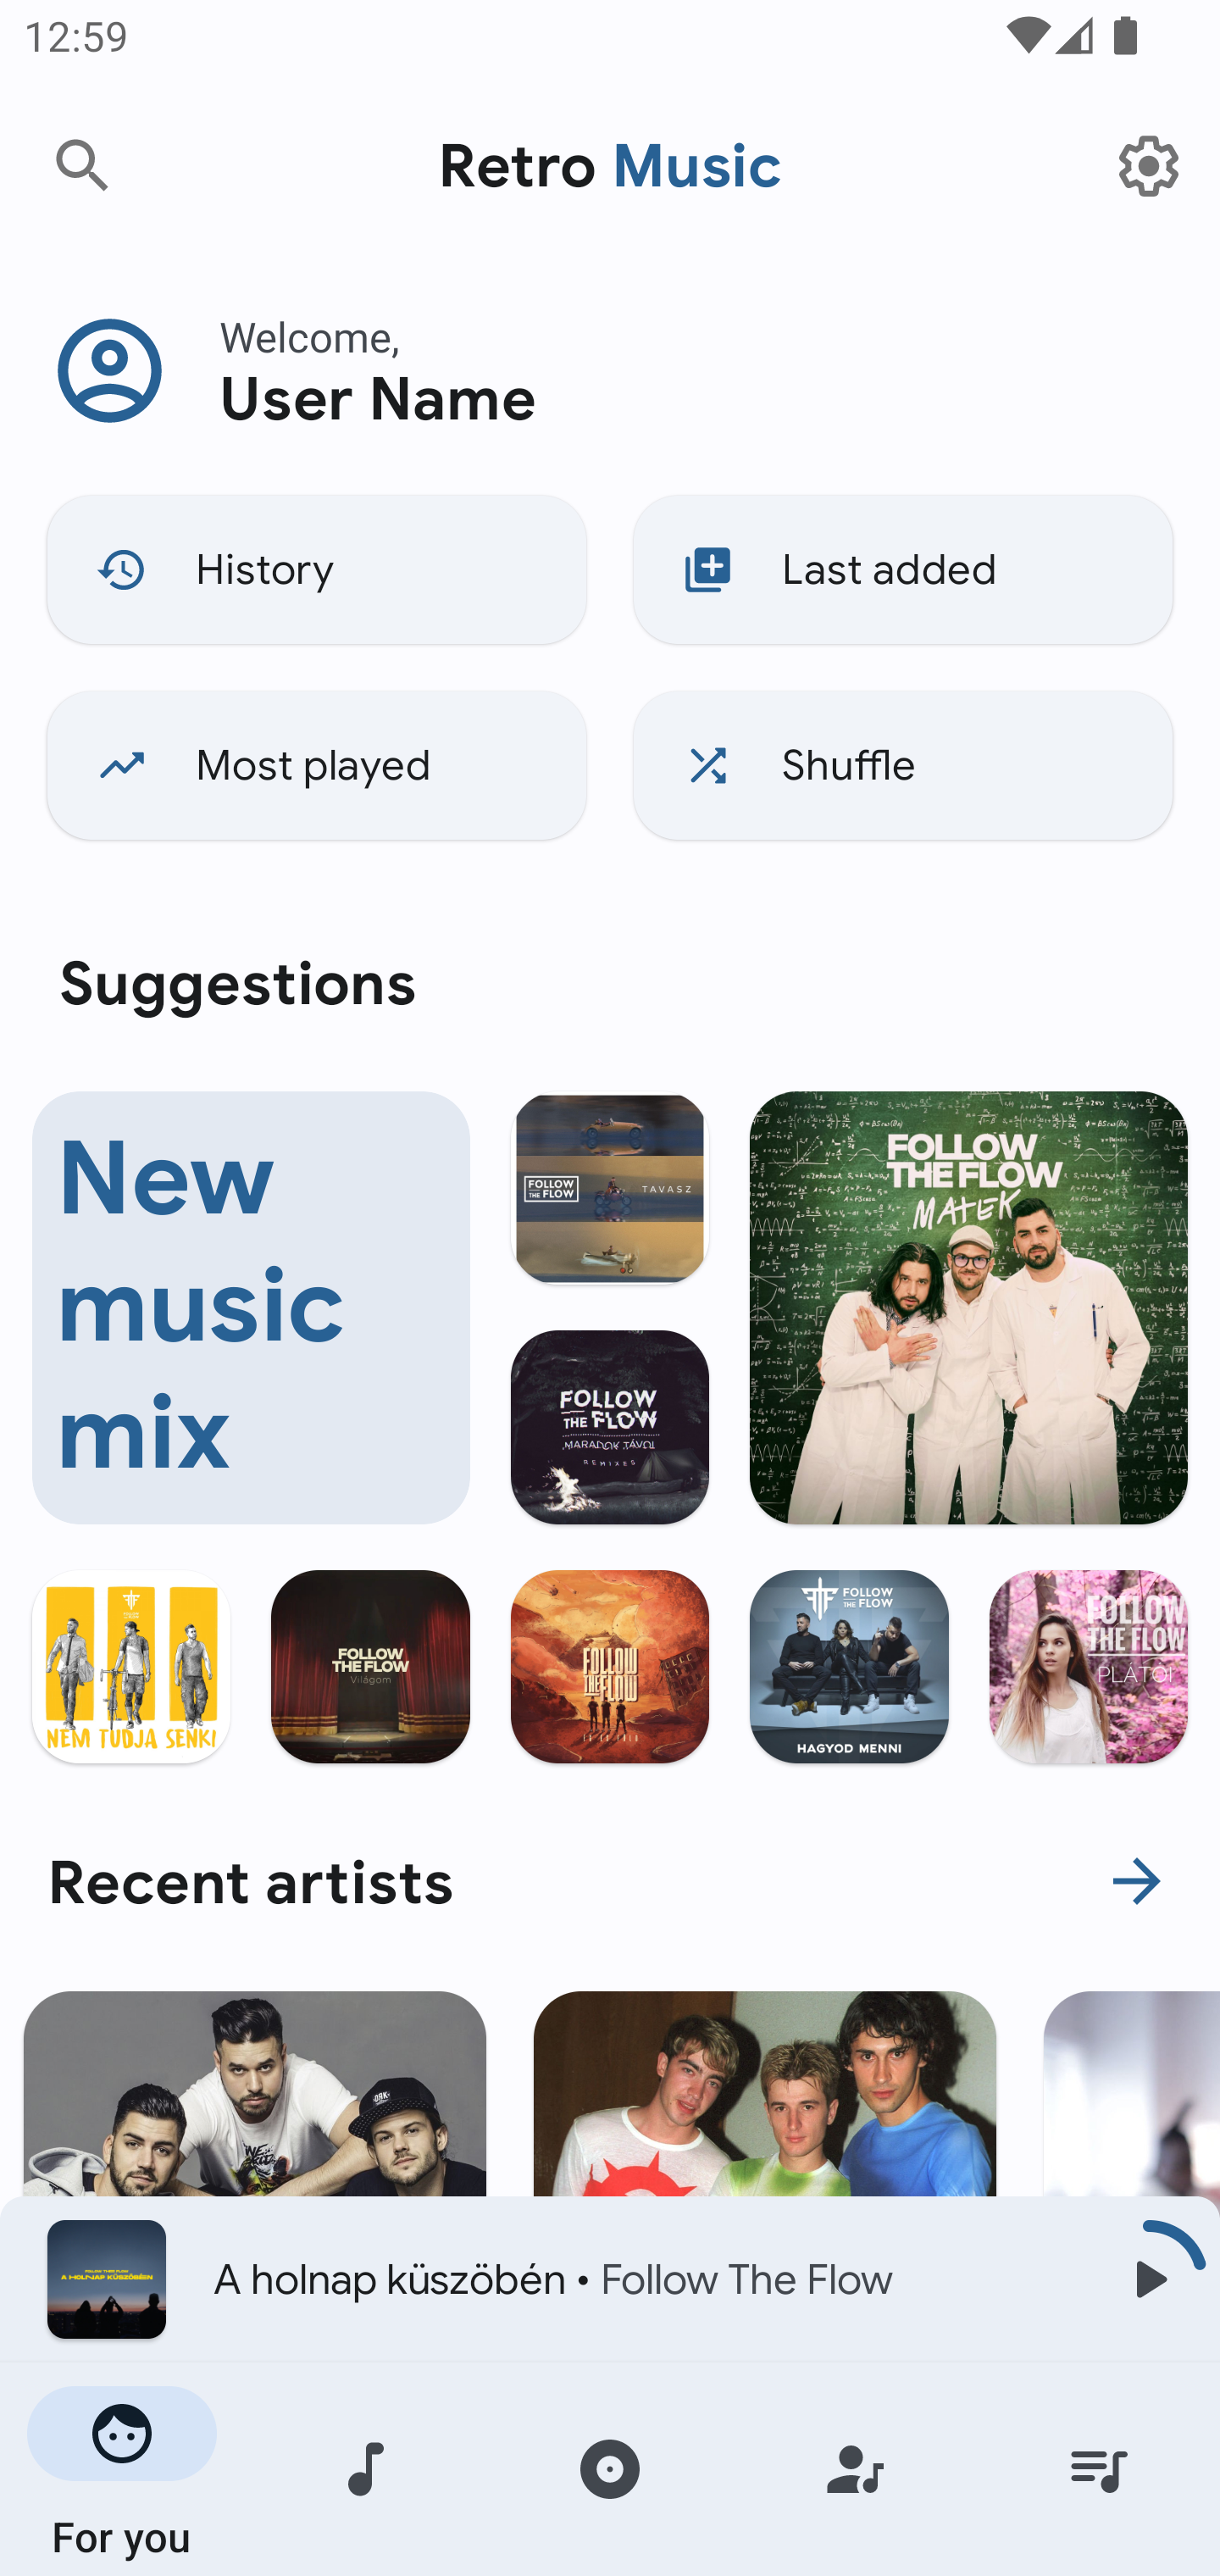 12:59
Retro Music
Welcome,
User Name
History
Last added
Most played
Shuffle
Suggestions
New
music
mix
FOLLOW
THE FLOW
TAVASZ
FOLLOW
THE FLOW
MARADOK TÁVOL
REMIXES
FOLLOW
THE FLOW
MATEK
NEM TUDJA SENKI
FOLLOW
THE FLOW
Világom
FOLLOW
THE FLOW
FOLLOW
THE FLOW
HAGYOD MENNI
FOLLOW
THE FLOW
PLÁTÓI
Recent artists
A holnap küszöbén • Follow The Flow
A HOLNAP KÜSZÖBÉN
For you